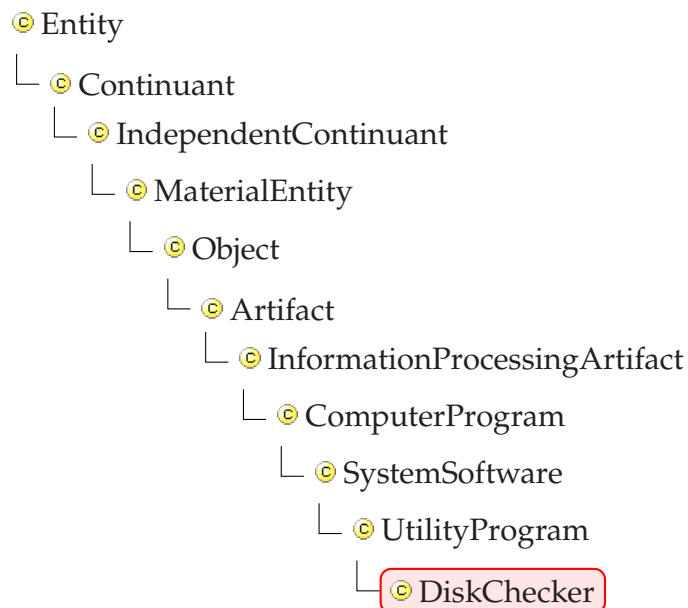 Entity
Continuant
IndependentContinuant
MaterialEntity
Object
Artifact
InformationProcessingArtifact
ComputerProgram
SystemSoftware
UtilityProgram
DiskChecker